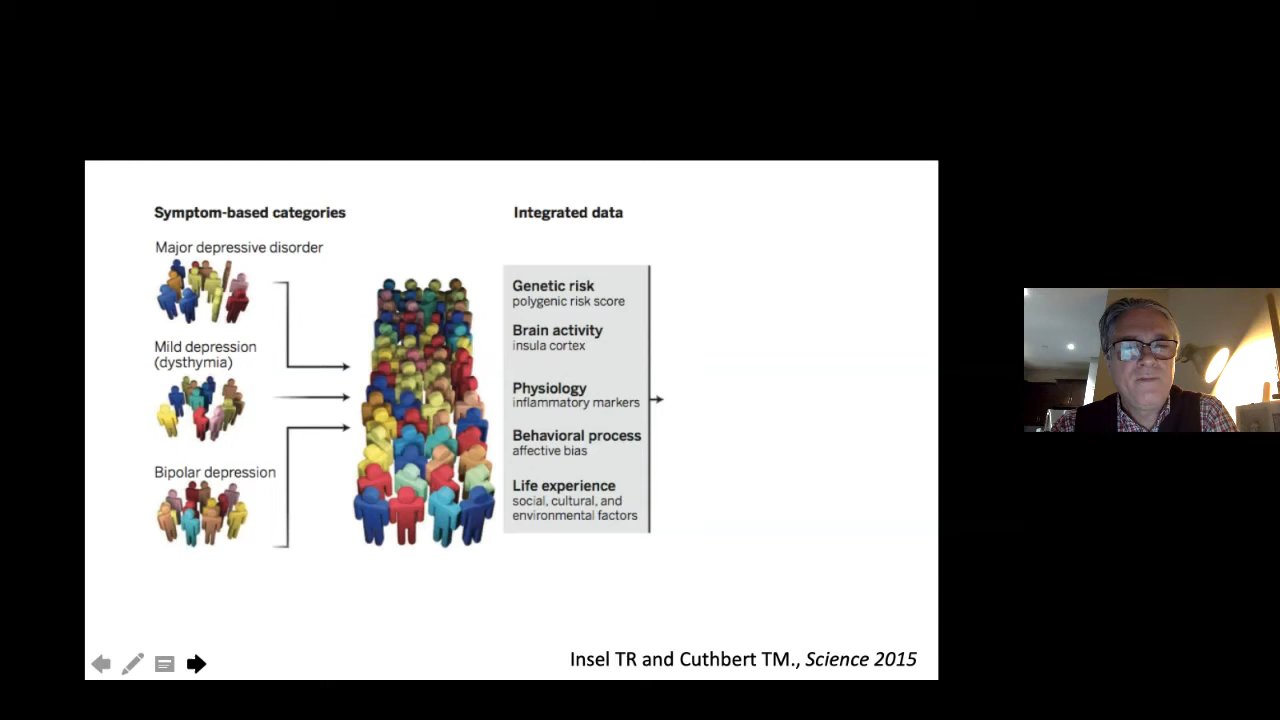 Symptom-based categories
Major depressive disorder
Mild depression
(dysthymia)
Bipolar depression
Integrated data
Genetic risk
polygenic risk score
Brain activity
insula cortex
Physiology
inflammatory markers
Behavioral process
affective bias
Life experience
social, cultural, and
environmental factors
Insel TR and Cuthbert TM., Science 2015